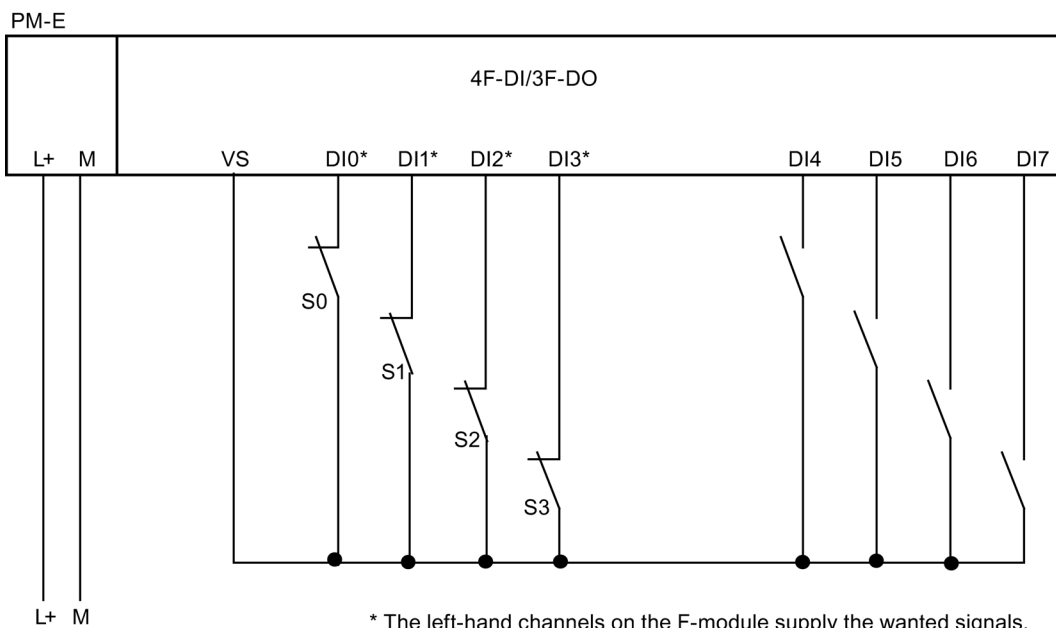 PM-E
4F-DI/3F-DO
L+ M VS DI0* DI1* DI2* DI3* DI4 DI5 DI6 DI7
S0
S1
S2
S3
L+ M
* The left-hand channels on the F-module supply the wanted signals.